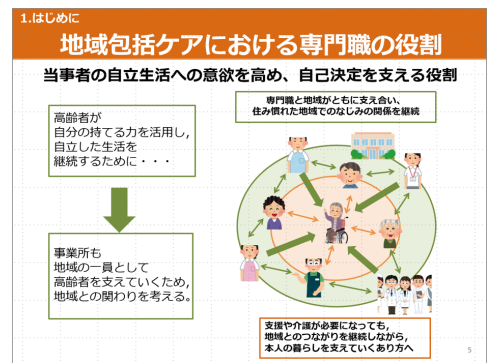 1.はじめに
地域包括ケアにおける専門職の役割
当事者の自立生活への意欲を高め、自己決定を支える役割
高齢者が
自分の持てる力を活用し，
自立した生活を
継続するために・・・
事業所も
地域の一員として
高齢者を支えていくため，
地域との関わりを考える。
専門職と地域がともに支え合い、
住み慣れた地域でのなじみの関係を継続
支援や介護が必要になっても，
地域とのつながりを継続しながら，
本人の暮らしを支えていくあり方へ
5